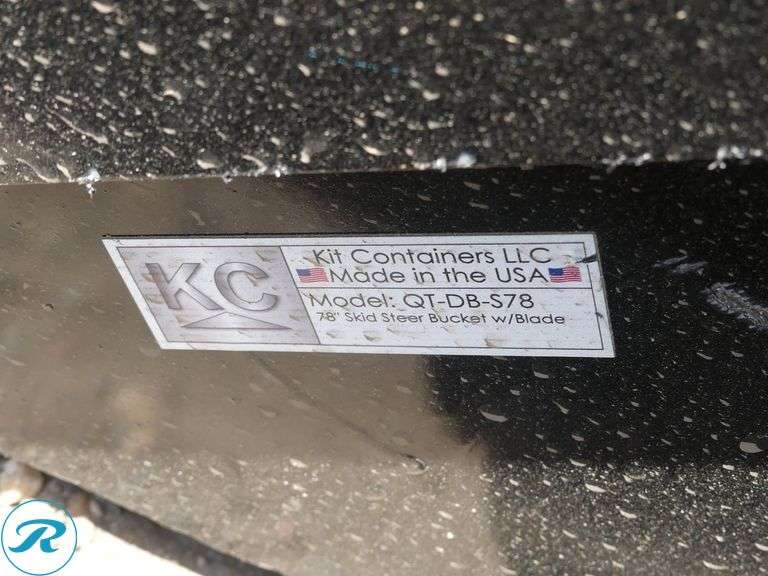 KC
Kit Containers LLC
Made in the USA
Model: QT-DB-S78
78" Skid Steer Bucket w/Blade
R